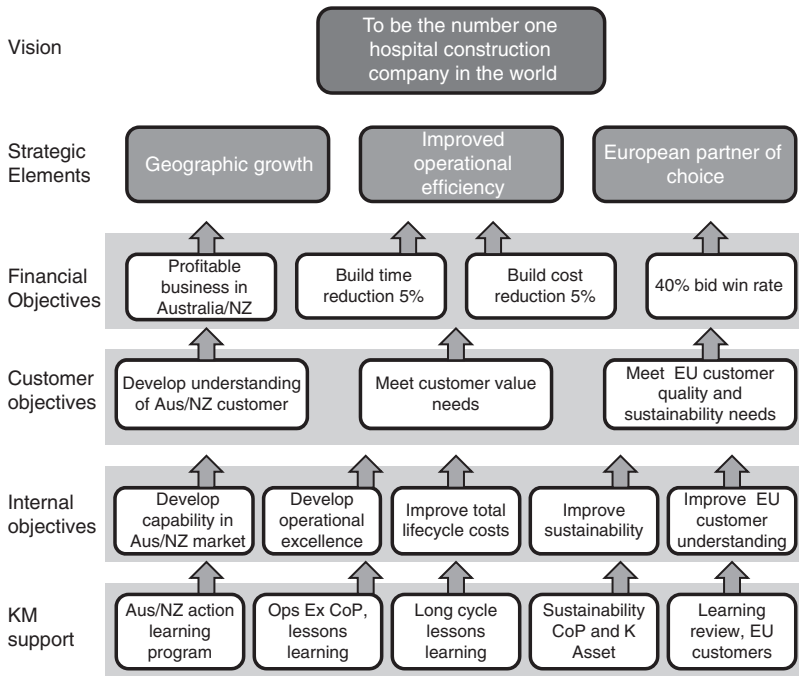 Vision
To be the number one
hospital construction
company in the world
Strategic
Elements
Geographic growth
Improved
operational
efficiency
European partner of
choice
Financial
Objectives
Profitable
business in
Australia/NZ
Build time
reduction 5%
Build cost
reduction 5%
40% bid win rate
Customer
objectives
Develop understanding
of Aus/NZ customer
Meet customer value
needs
Meet EU customer
quality and
sustainability needs
Internal
objectives
Develop
capability in
Aus/NZ market
Develop
operational
excellence
Improve total
lifecycle costs
Improve
sustainability
Improve EU
customer
understanding
KM
support
Aus/NZ action
learning
program
Ops Ex CoP,
lessons
learning
Long cycle
lessons
learning
Sustainability
CoP and K
Asset
Learning
review, EU
customers